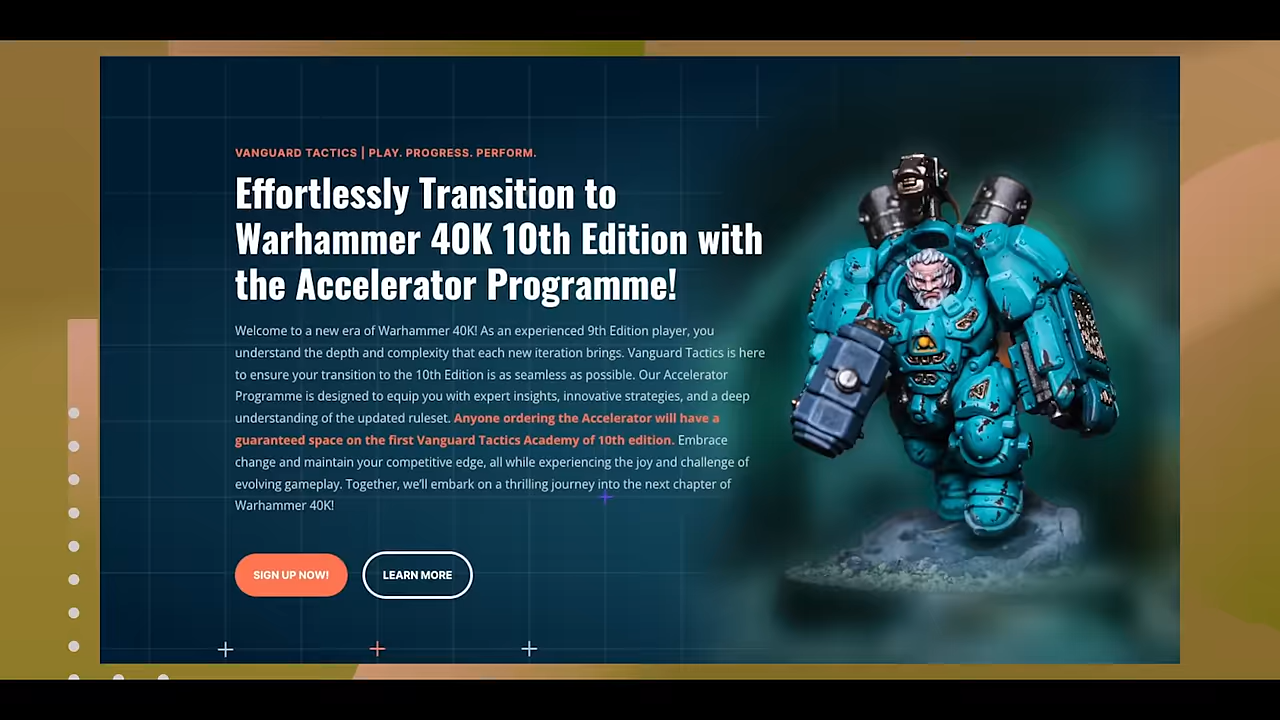 VANGUARD TACTICS | PLAY. PROGRESS. PERFORM.
Effortlessly Transition to
Warhammer 40K 10th Edition with
the Accelerator Programme!
Welcome to a new era of Warhammer 40K! As an experienced 9th Edition player, you
understand the depth and complexity that each new iteration brings. Vanguard Tactics is here
to ensure your transition to the 10th Edition is as seamless as possible. Our Accelerator
Programme is designed to equip you with expert insights, innovative strategies, and a deep
understanding of the updated ruleset. Anyone ordering the Accelerator will have a
guaranteed space on the first Vanguard Tactics Academy of 10th edition. Embrace
change and maintain your competitive edge, all while experiencing the joy and challenge of
evolving gameplay. Together, we'll embark on a thrilling journey into the next chapter of
Warhammer 40K!
SIGN UP NOW!
LEARN MORE